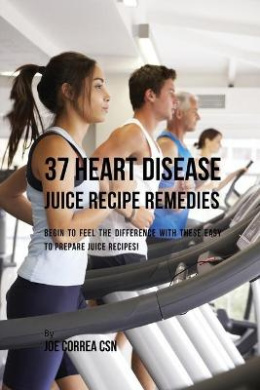 37 HEART DISEASE
JUICE RECIPE REMEDIES
BEGIN TO FEEL THE DIFFERENCE WITH THESE EASY
TO PREPARE JUICE RECIPES!
By
JOE CORREA CSN